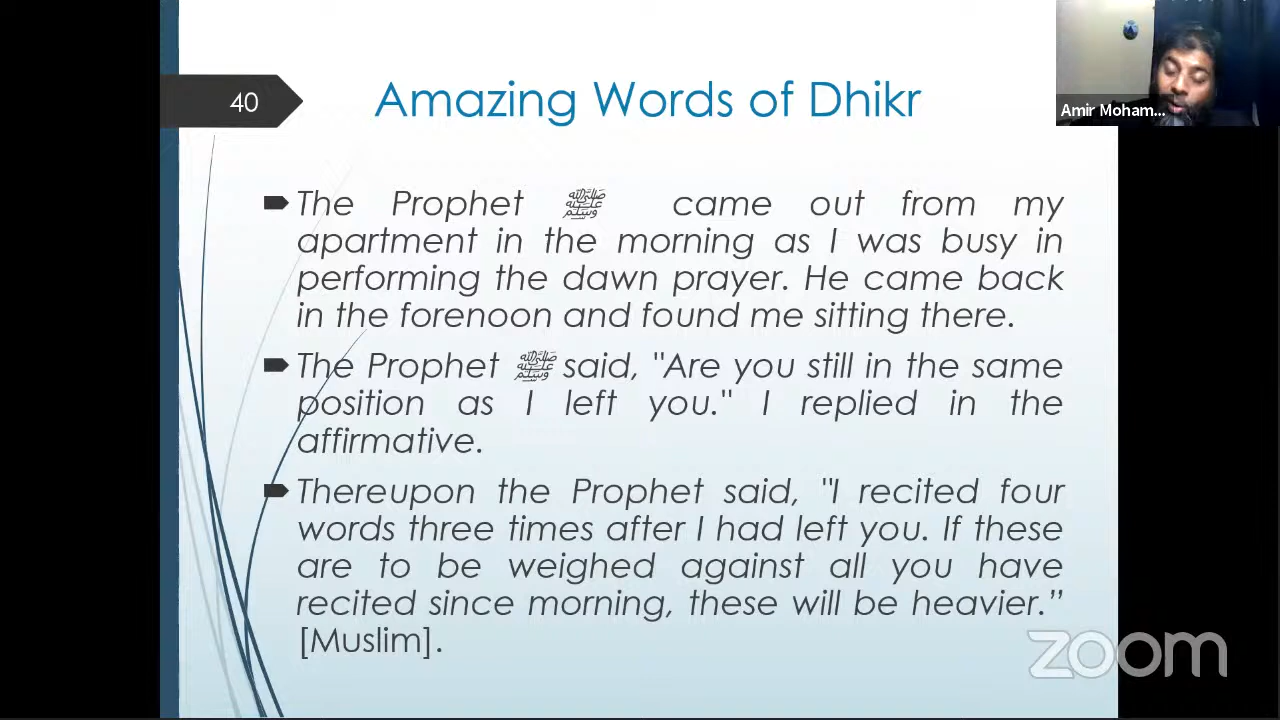 40
Amazing Words of Dhikr
Amir Moham...
The Prophet ﷺ came out from my
apartment in the morning as I was busy in
performing the dawn prayer. He came back
in the forenoon and found me sitting there.
The Prophet ﷺ said, "Are you still in the same
position as I left you." I replied in the
affirmative.
Thereupon the Prophet said, "I recited four
words three times after I had left you. If these
are to be weighed against all you have
recited since morning, these will be heavier.”
[Muslim].
zoom